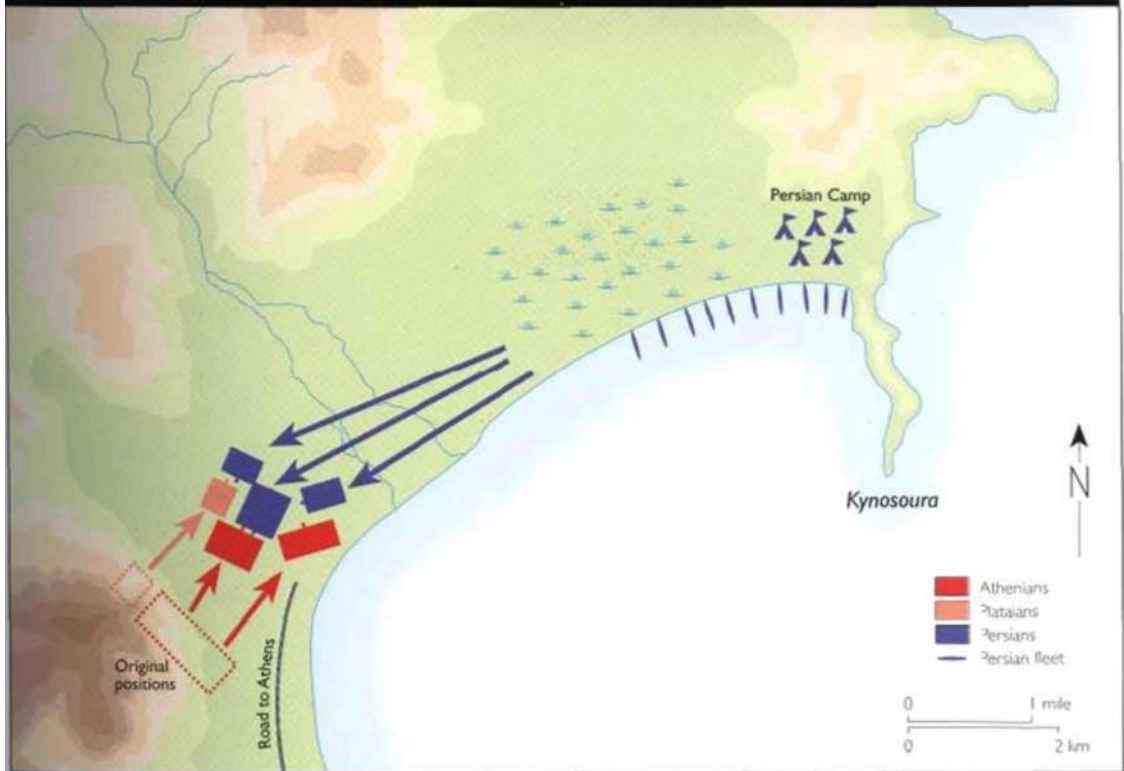 Persian Camp
Kynosoura
N
Athenians
Plataians
Persians
Persian fleet
Original
positions
Road to Athens
0 1 mile
0 2 km